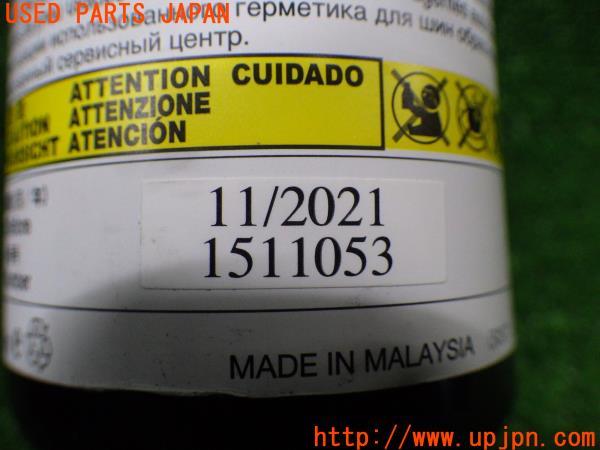 USED PARTS JAPAN
использованного герметика для шин
сервисный центр.
ATTENTION CUIDADO
ATTENZIONE
ATENCIÓN
11/2021
1511053
MADE IN MALAYSIA
http://www.upjpn.com/